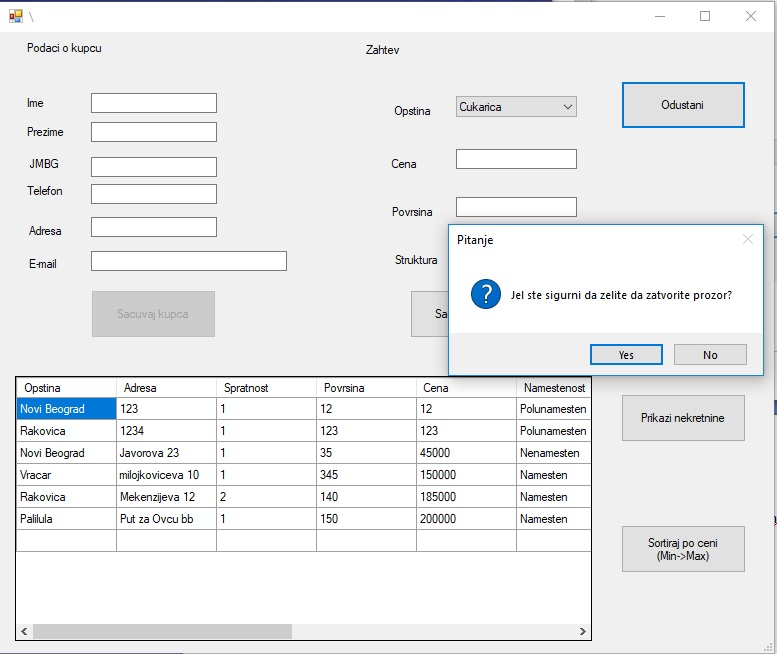 \
Podaci o kupcu
Zahtev
Ime
Prezime
JMBG
Telefon
Adresa
E-mail
Sacuvaj kupca
Opstina Cukarica
Cena
Povrsina
Struktura
Sa
Odustani
Pitanje
Jel ste sigurni da zelite da zatvorite prozor?
Yes No
Opstina Adresa Spratnost Povrsina Cena Namestenost
Novi Beograd 123 1 12 12 Polunamesten
Rakovica 1234 1 123 123 Polunamesten
Novi Beograd Javorova 23 1 35 45000 Nenamesten
Vracar milojkoviceva 10 1 345 150000 Namesten
Rakovica Mekenzijeva 12 2 140 185000 Namesten
Palilula Put za Ovcu bb 1 150 200000 Namesten
Prikazi nekretnine
Sortiraj po ceni
(Min->Max)